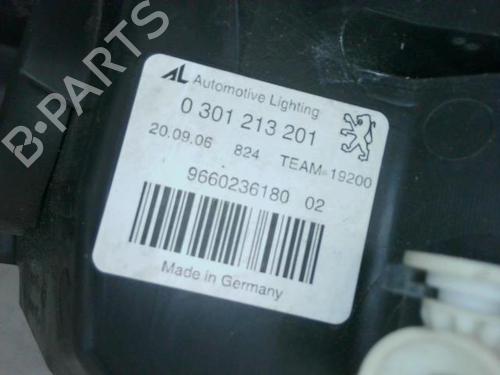 B-PARTS
AL Automotive Lighting
0 301 213 201
20.09.06 824 TEAM-19200
9660236180 02
Made in Germany